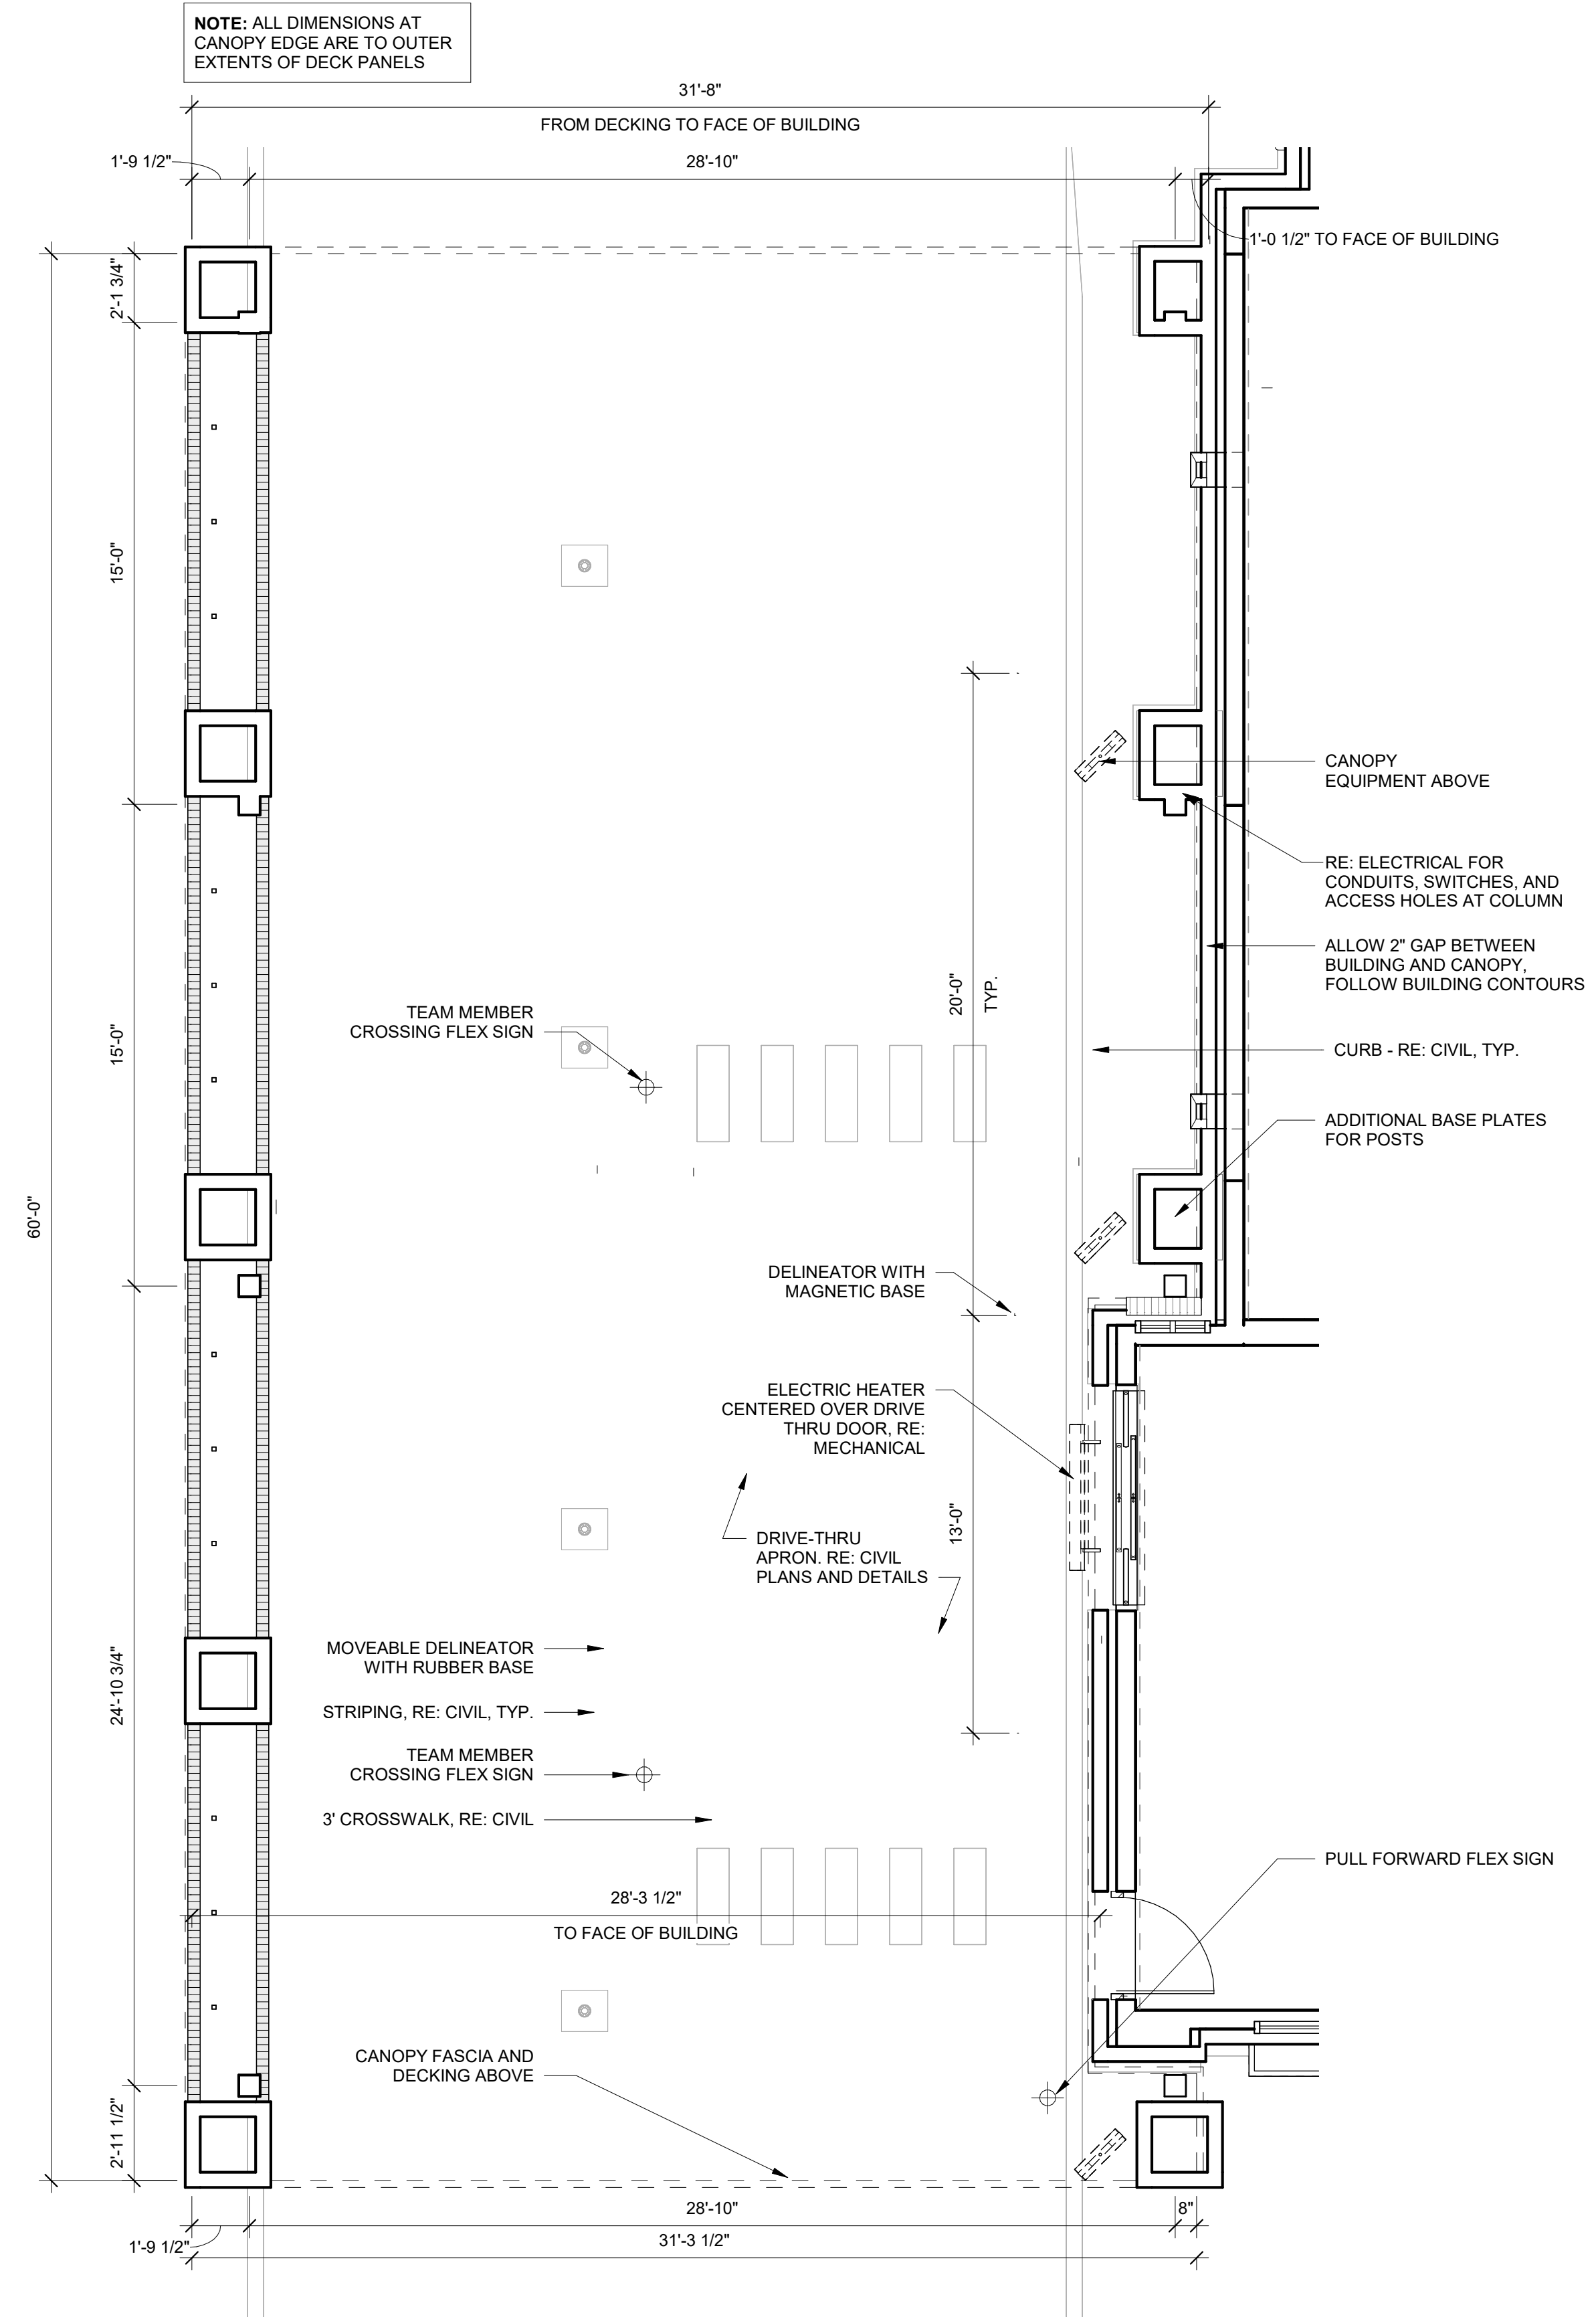 NOTE: ALL DIMENSIONS AT
CANOPY EDGE ARE TO OUTER
EXTENTS OF DECK PANELS
31'-8"
FROM DECKING TO FACE OF BUILDING
1'-9 1/2"
28'-10"
1'-0 1/2" TO FACE OF BUILDING
2'-1 3/4"
15'-0"
CANOPY
EQUIPMENT ABOVE
RE: ELECTRICAL FOR
CONDUITS, SWITCHES, AND
ACCESS HOLES AT COLUMN
ALLOW 2" GAP BETWEEN
BUILDING AND CANOPY,
FOLLOW BUILDING CONTOURS
20'-0"
TYP.
TEAM MEMBER
CROSSING FLEX SIGN
15'-0"
CURB - RE: CIVIL, TYP.
ADDITIONAL BASE PLATES
FOR POSTS
60'-0"
DELINEATOR WITH
MAGNETIC BASE
ELECTRIC HEATER
CENTERED OVER DRIVE
THRU DOOR, RE:
MECHANICAL
13'-0"
DRIVE-THRU
APRON. RE: CIVIL
PLANS AND DETAILS
MOVEABLE DELINEATOR
WITH RUBBER BASE
24'-10 3/4"
STRIPING, RE: CIVIL, TYP.
TEAM MEMBER
CROSSING FLEX SIGN
3' CROSSWALK, RE: CIVIL
PULL FORWARD FLEX SIGN
28'-3 1/2"
TO FACE OF BUILDING
CANOPY FASCIA AND
DECKING ABOVE
2'-11 1/2"
28'-10"
8"
1'-9 1/2"
31'-3 1/2"